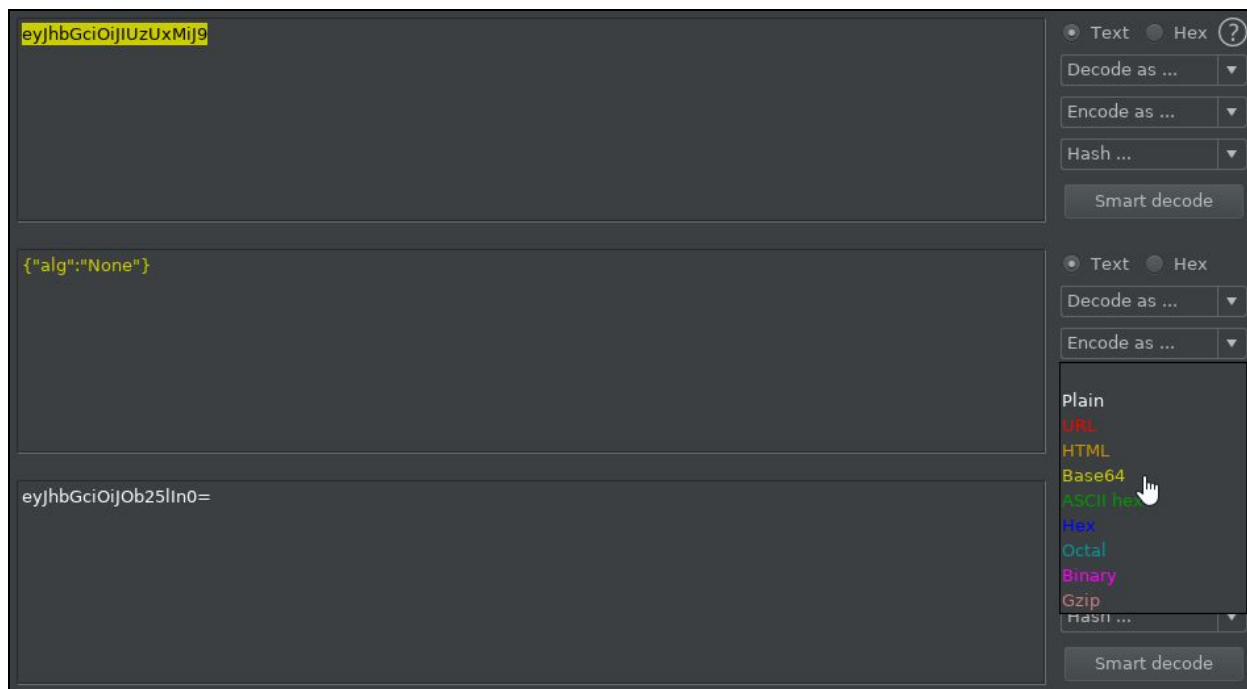 eyJhbGciOiJIUzUxMiJ9
Text Hex ?
Decode as ...
Encode as ...
Hash ...
Smart decode
{"alg":"None"}
Text Hex
Decode as ...
Encode as ...
Plain
URL
HTML
Base64
ASCII hex
Hex
Octal
Binary
Gzip
eyJhbGciOiJOb25lIn0=
Hash ...
Smart decode